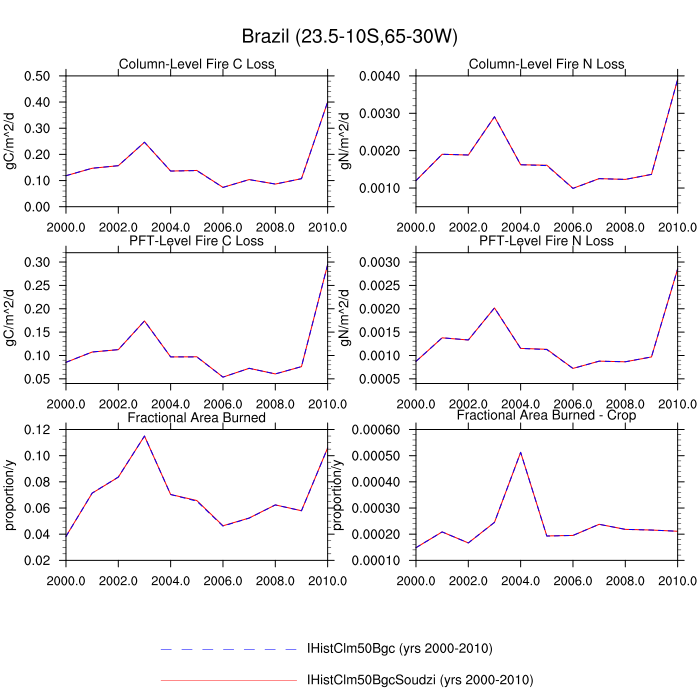 Brazil (23.5-10S,65-30W)
Column-Level Fire C Loss
gC/m^2/d
0.50
0.40
0.30
0.20
0.10
0.00
2000.0 2002.0 2004.0 2006.0 2008.0 2010.0
Column-Level Fire N Loss
gN/m^2/d
0.0040
0.0030
0.0020
0.0010
2000.0 2002.0 2004.0 2006.0 2008.0 2010.0
PFT-Level Fire C Loss
gC/m^2/d
0.30
0.25
0.20
0.15
0.10
0.05
2000.0 2002.0 2004.0 2006.0 2008.0 2010.0
PFT-Level Fire N Loss
gN/m^2/d
0.0030
0.0025
0.0020
0.0015
0.0010
0.0005
2000.0 2002.0 2004.0 2006.0 2008.0 2010.0
Fractional Area Burned
proportion/y
0.12
0.10
0.08
0.06
0.04
0.02
2000.0 2002.0 2004.0 2006.0 2008.0 2010.0
Fractional Area Burned - Crop
proportion/y
0.00060
0.00050
0.00040
0.00030
0.00020
0.00010
2000.0 2002.0 2004.0 2006.0 2008.0 2010.0
IHistClm50Bgc (yrs 2000-2010)
IHistClm50BgcSoudzi (yrs 2000-2010)